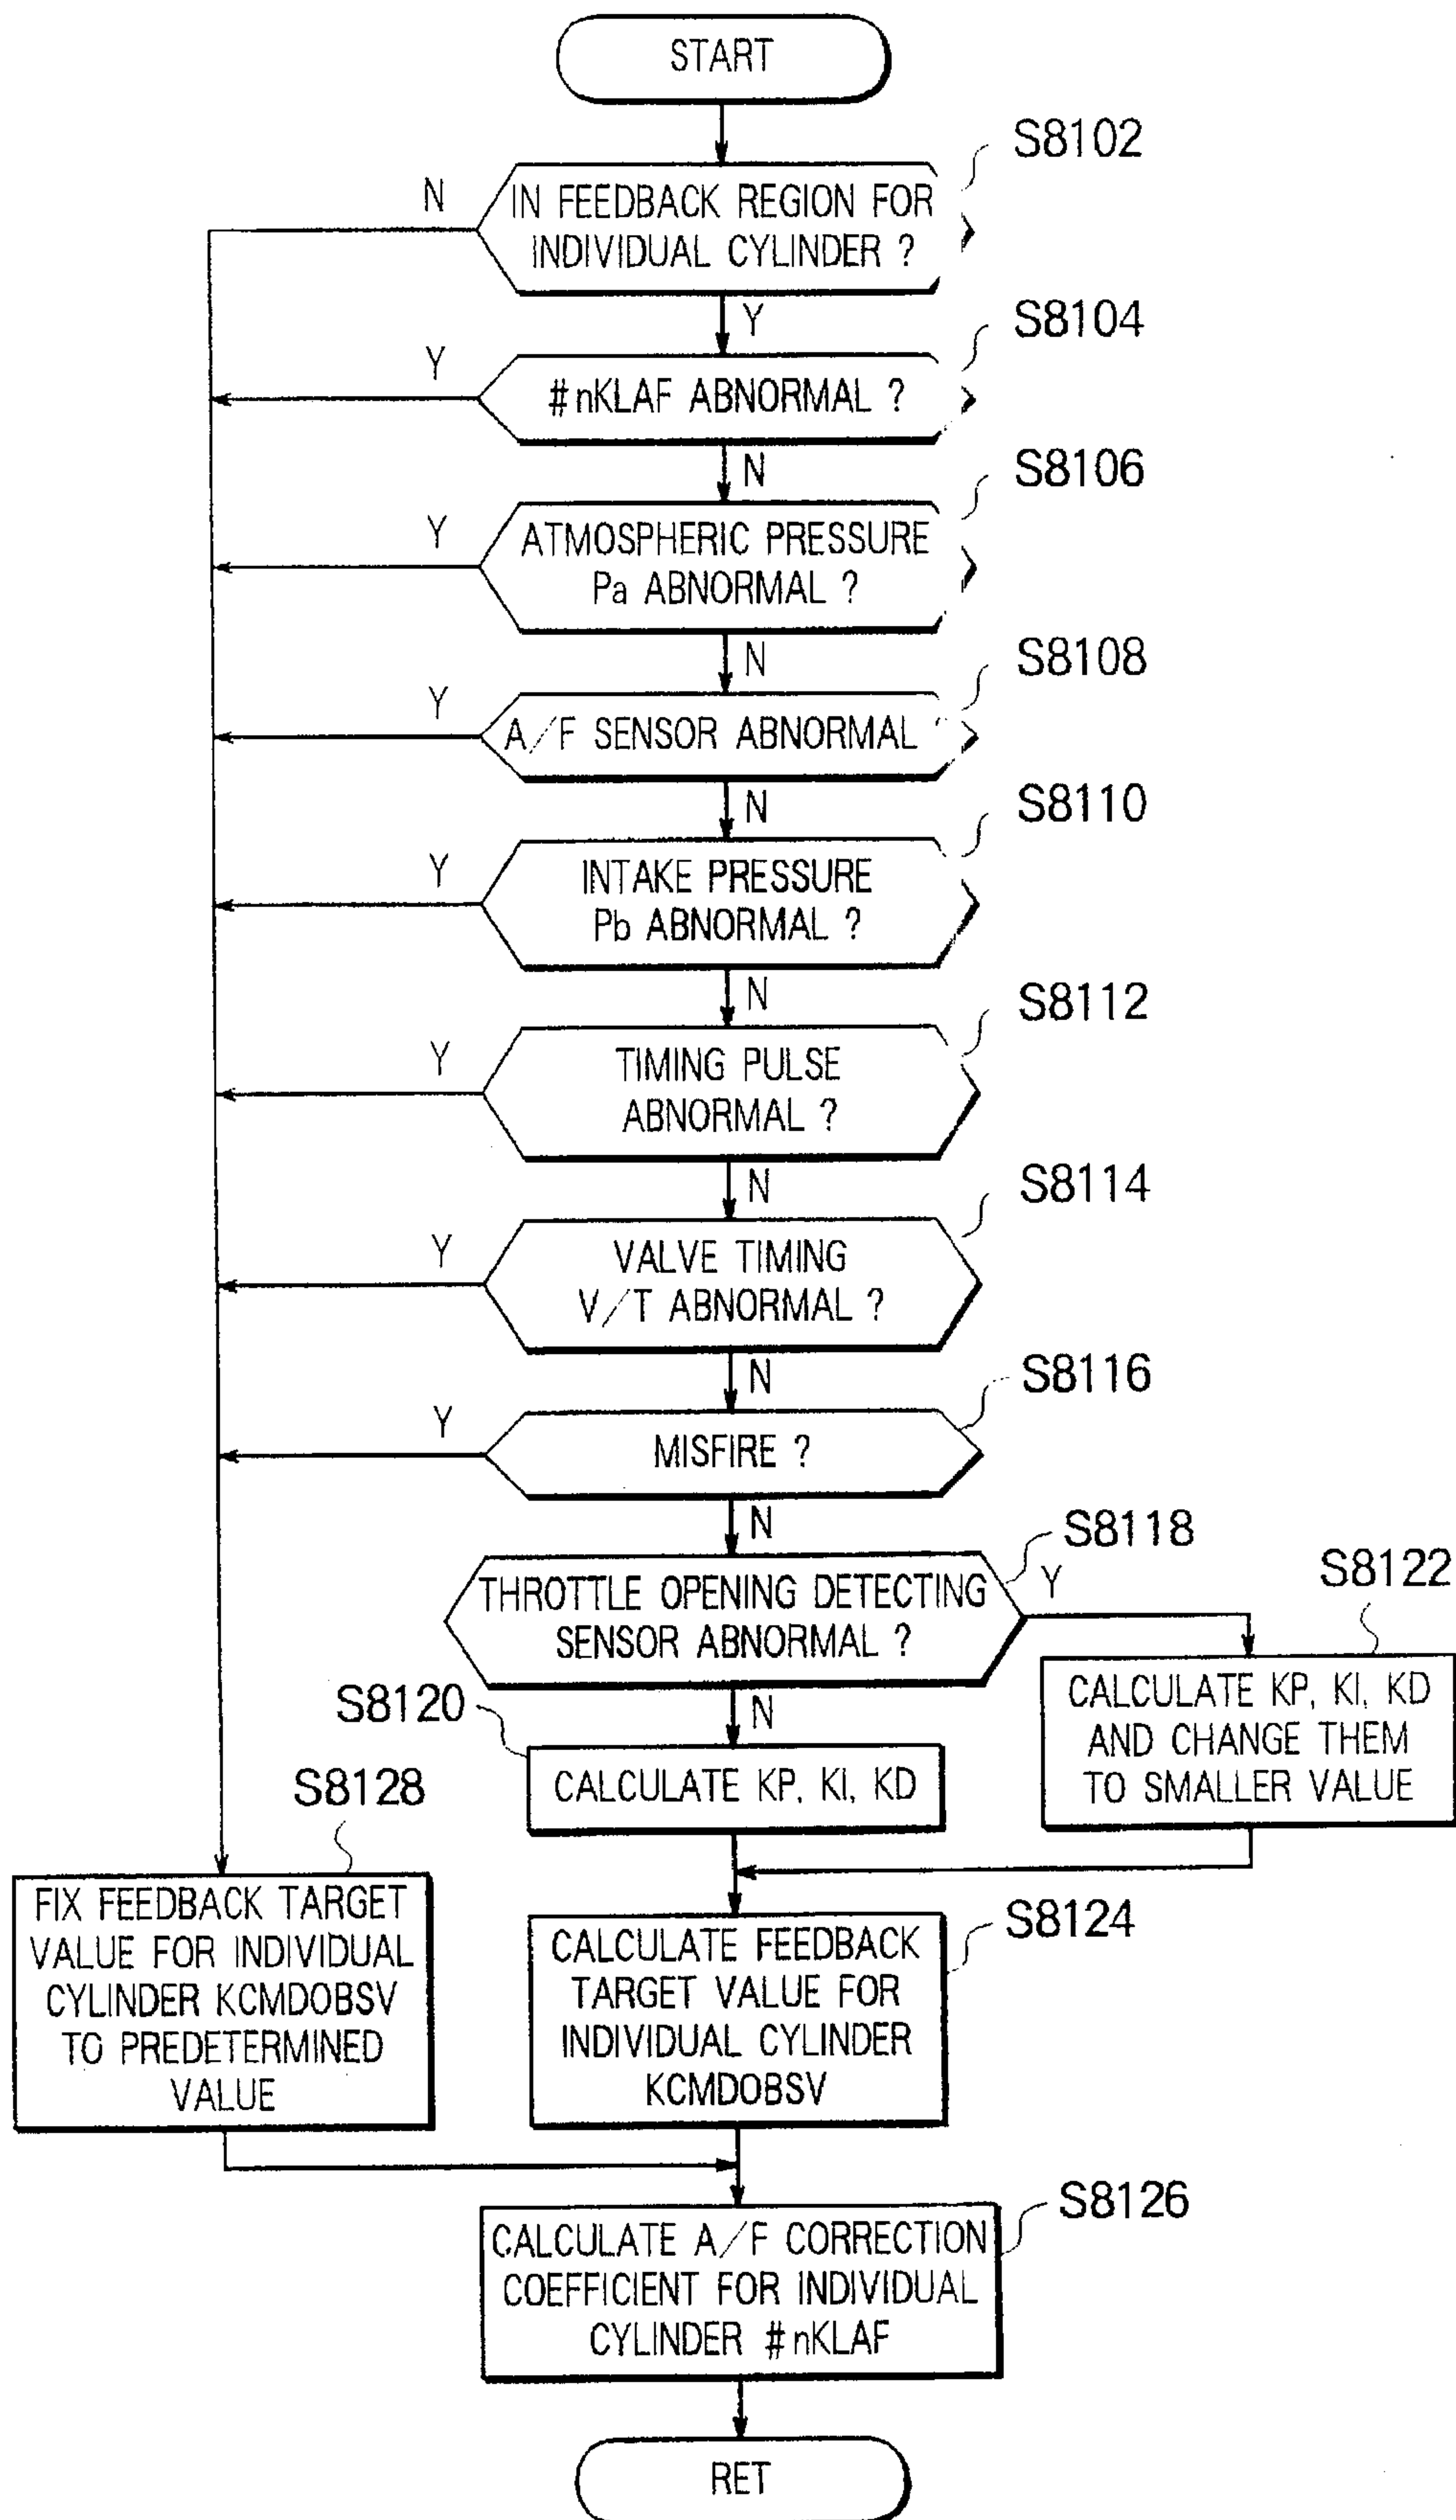 START
S8102
N
IN FEEDBACK REGION FOR
INDIVIDUAL CYLINDER ?
Y
S8104
Y
#nKLAF ABNORMAL ?
N
S8106
Y
ATMOSPHERIC PRESSURE
Pa ABNORMAL ?
N
S8108
Y
A/F SENSOR ABNORMAL
N
S8110
Y
INTAKE PRESSURE
Pb ABNORMAL ?
N
S8112
Y
TIMING PULSE
ABNORMAL ?
N
S8114
Y
VALVE TIMING
V/T ABNORMAL ?
N
S8116
Y
MISFIRE ?
N
S8118
THROTTLE OPENING DETECTING
SENSOR ABNORMAL ?
Y
S8122
CALCULATE KP, KI, KD
AND CHANGE THEM
TO SMALLER VALUE
N
S8120
CALCULATE KP, KI, KD
S8128
FIX FEEDBACK TARGET
VALUE FOR INDIVIDUAL
CYLINDER KCMDOBSV
TO PREDETERMINED
VALUE
S8124
CALCULATE FEEDBACK
TARGET VALUE FOR
INDIVIDUAL CYLINDER
KCMDOBSV
S8126
CALCULATE A/F CORRECTION
COEFFICIENT FOR INDIVIDUAL
CYLINDER #nKLAF
RET